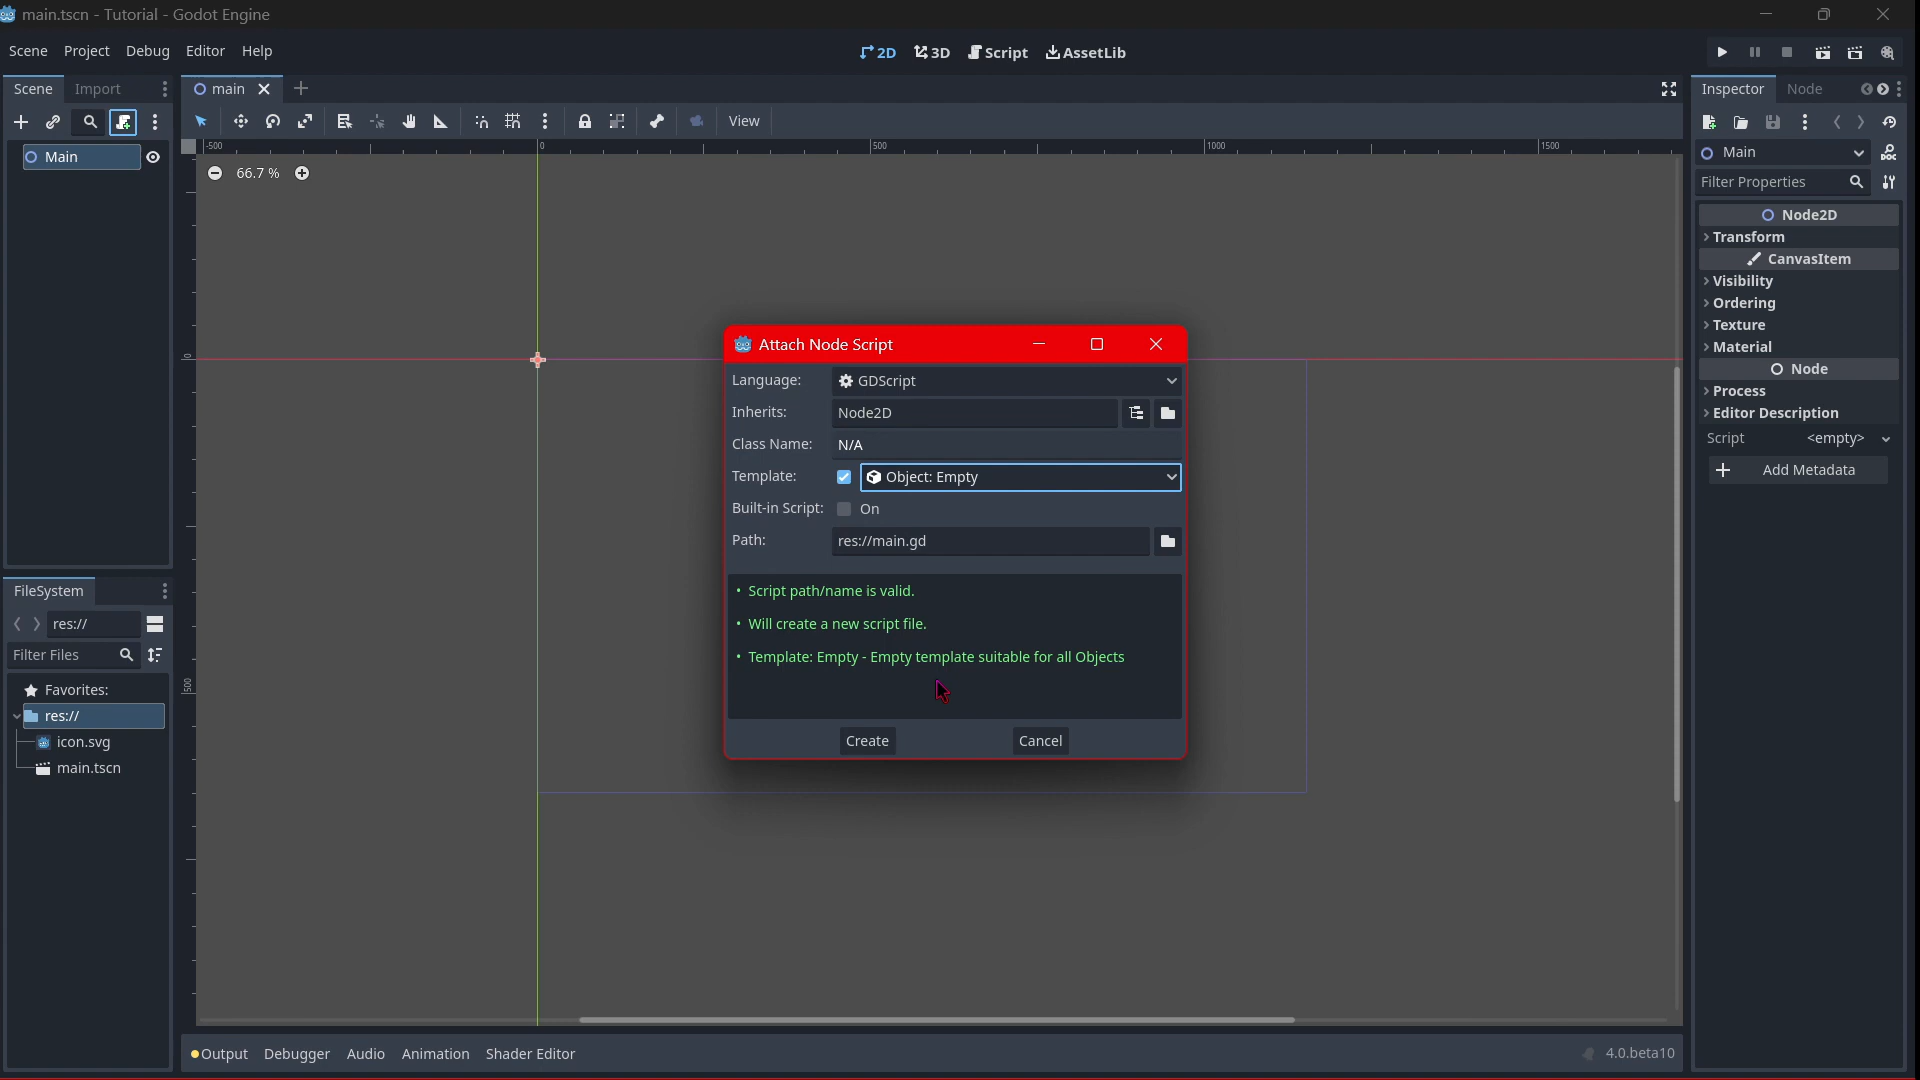 main.tscn - Tutorial - Godot Engine
Scene Project Debug Editor Help
2D 3D Script AssetLib
Scene Import
main
Inspector Node
View
Main
-500 0 500 1000 1500
66.7 %
0
500
Main
Filter Properties
Node2D
Transform
CanvasItem
Visibility
Ordering
Texture
Material
Node
Process
Editor Description
Script <empty>
Add Metadata
Attach Node Script
Language: GDScript
Inherits: Node2D
Class Name: N/A
Template: Object: Empty
Built-in Script: On
Path: res://main.gd
• Script path/name is valid.
• Will create a new script file.
• Template: Empty - Empty template suitable for all Objects
Create Cancel
FileSystem
res://
Filter Files
Favorites:
res://
icon.svg
main.tscn
Output Debugger Audio Animation Shader Editor
4.0.beta10